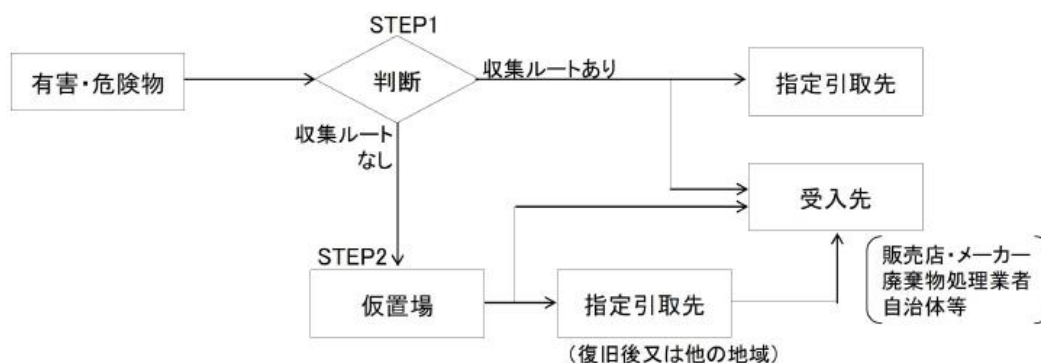 STEP1
有害・危険物
判断
収集ルートあり
指定引取先
収集ルート
なし
受入先
STEP2
仮置場
指定引取先
(復旧後又は他の地域)
販売店・メーカー
廃棄物処理業者
自治体等